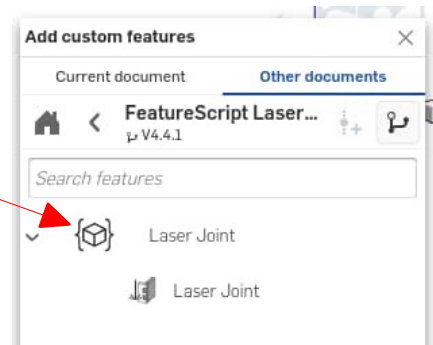 Add custom features
Current document Other documents
FeatureScript Laser...
V4.4.1
Search features
Laser Joint
Laser Joint